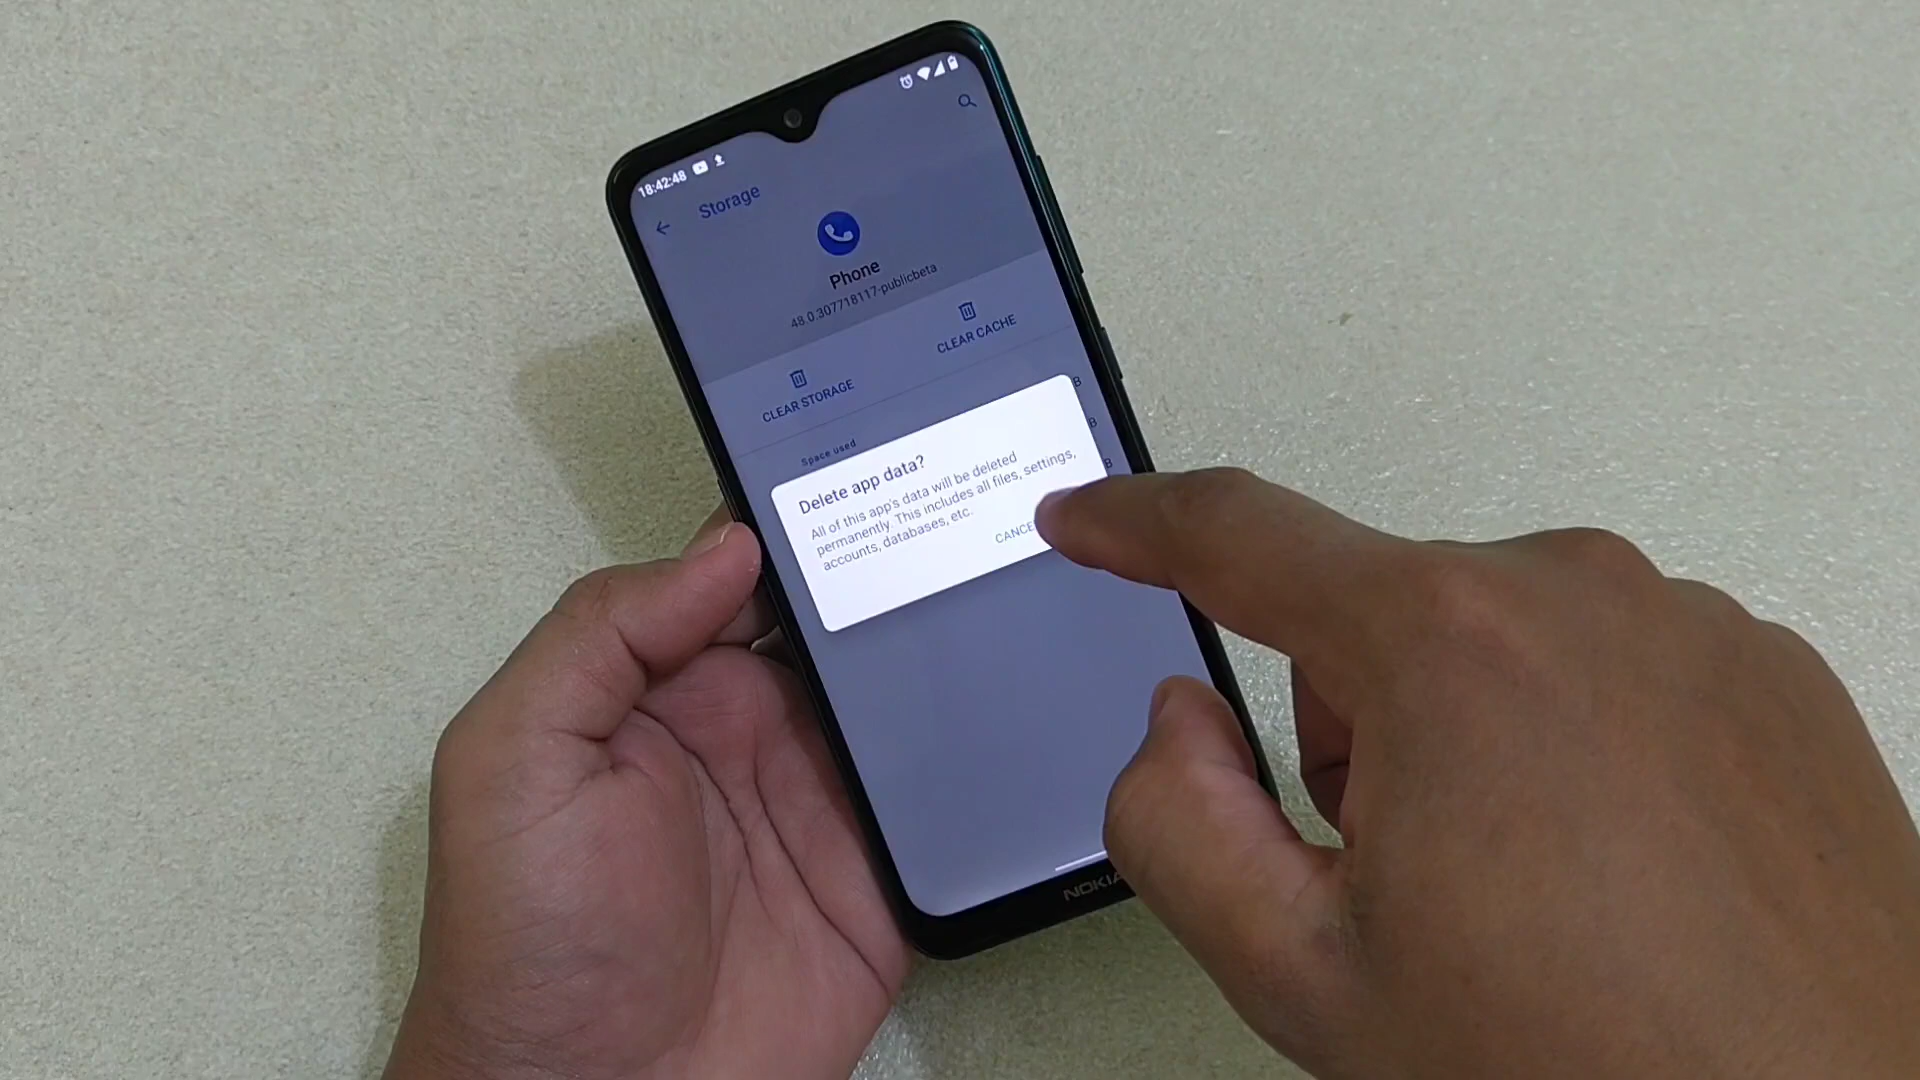 18:42:48
Storage
Phone
48.0.307718117-publicbeta
CLEAR STORAGE
CLEAR CACHE
Space used
B
B
B
Delete app data?
All of this app's data will be deleted
permanently. This includes all files, settings,
accounts, databases, etc.
CANCE
NOKIA